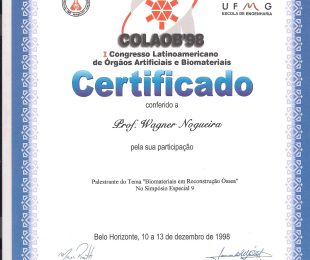 UFMG
ESCOLA DE ENGENHARIA
COLAOB'98
I Congresso Latinoamericano
de Órgãos Artificiais e Biomateriais
Certificado
conferido a
Prof. Wagner Nogueira
pela sua participação
Palestrante do Tema "Biomateriais em Reconstrução Óssea"
No Simpósio Especial 9
Belo Horizonte, 10 a 13 de dezembro de 1998